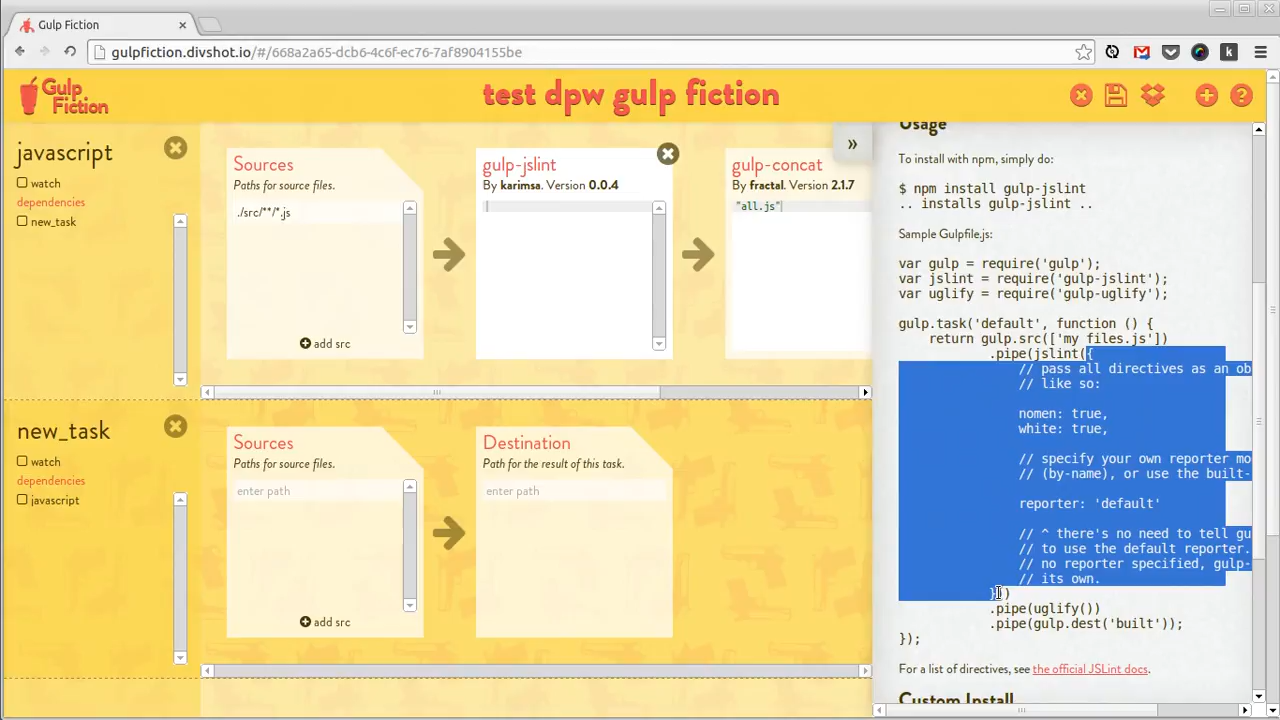 Gulp Fiction
gulpfiction.divshot.io/#/668a2a65-dcb6-4c6f-ec76-7af8904155be
k
Gulp
Fiction
test dpw gulp fiction
javascript
watch
dependencies
new_task
Sources
Paths for source files.
./src/**/*.js
add src
gulp-jslint
By karimsa. Version 0.0.4
gulp-concat
By fractal. Version 2.1.7
"all.js"
»
new_task
watch
dependencies
javascript
Sources
Paths for source files.
enter path
add src
Destination
Path for the result of this task.
enter path
Usage
To install with npm, simply do:
$ npm install gulp-jslint
.. installs gulp-jslint ..
Sample Gulpfile.js:
var gulp = require('gulp');
var jslint = require('gulp-jslint');
var uglify = require('gulp-uglify');
gulp.task('default', function () {
return gulp.src(['my files.js'])
.pipe(jslint({
// pass all directives as an ob
// like so:
nomen: true,
white: true,
// specify your own reporter mo
// (by-name), or use the built-
reporter: 'default'
// ^ there's no need to tell gu
// to use the default reporter.
// no reporter specified, gulp-
// its own.
}))
.pipe(uglify())
.pipe(gulp.dest('built'));
});
For a list of directives, see the official JSLint docs.
Custom Install